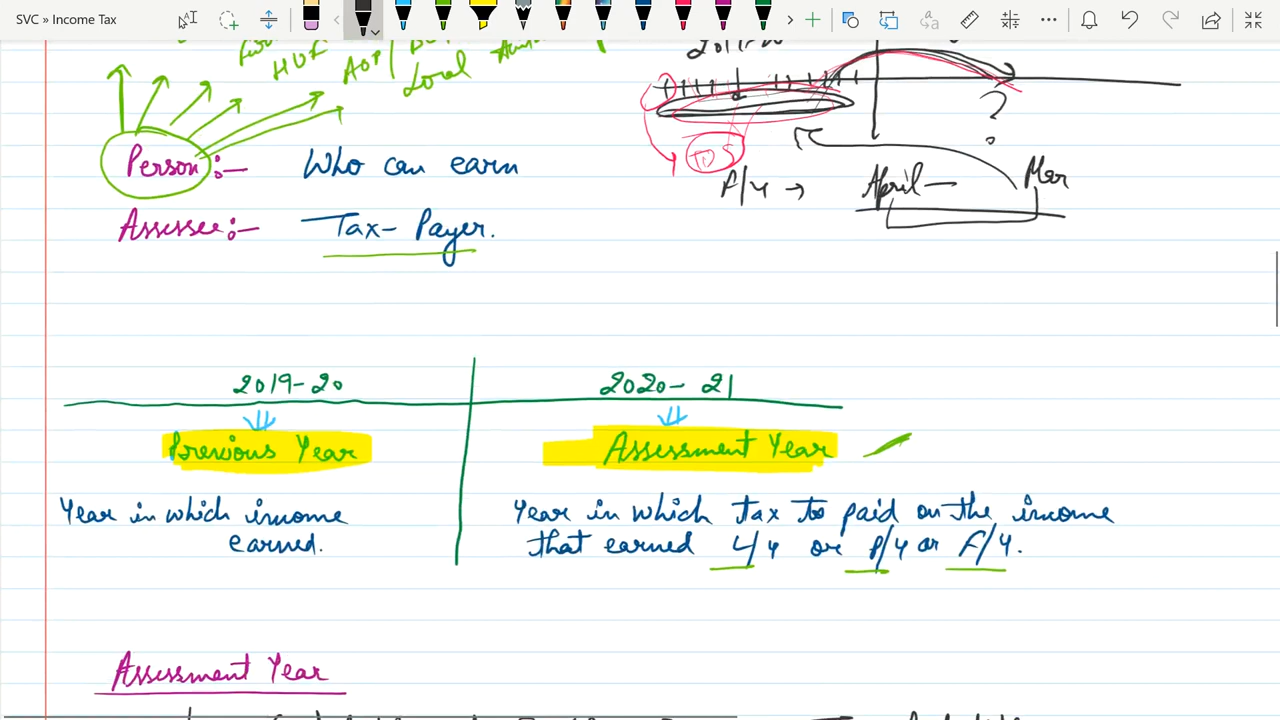 SVC » Income Tax
HUF AOP/
Local
?
TDS
Person:— Who can earn
F/Y → April — Mar
Assessee:— Tax- Payer.
2019-20 2020- 21
Previous Year Assessment Year
Year in which income Year in which Tax to paid on the income
earned. that earned L/Y or P/Y or F/Y.
Assessment Year